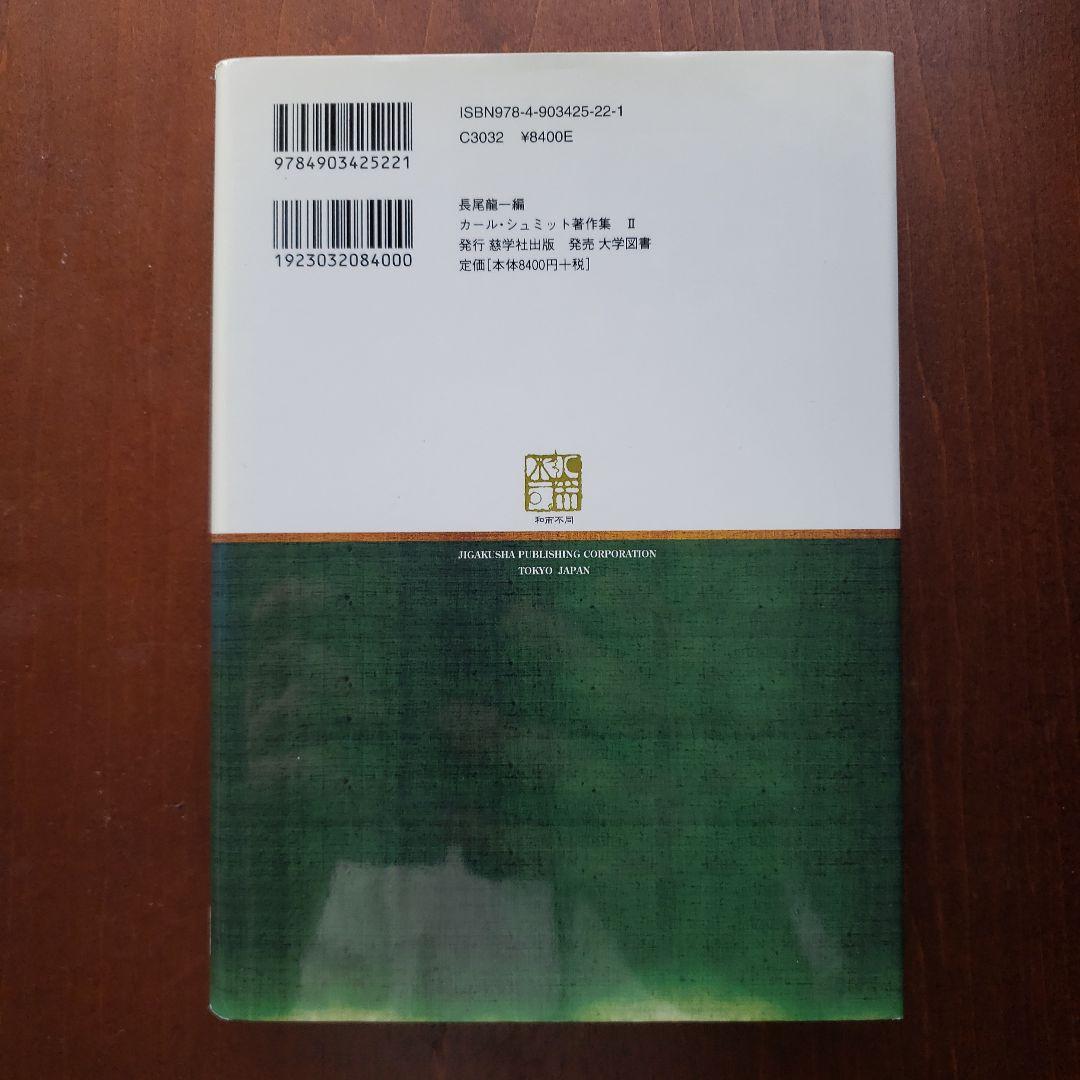 9784903425221
ISBN978-4-903425-22-1
C3032 ¥8400E
1923032084000
長尾龍一編
カール・シュミット著作集 Ⅱ
発行 慈学社出版 発売 大学図書
定価[本体8400円+税]
和而不同
JIGAKUSHA PUBLISHING CORPORATION
TOKYO JAPAN